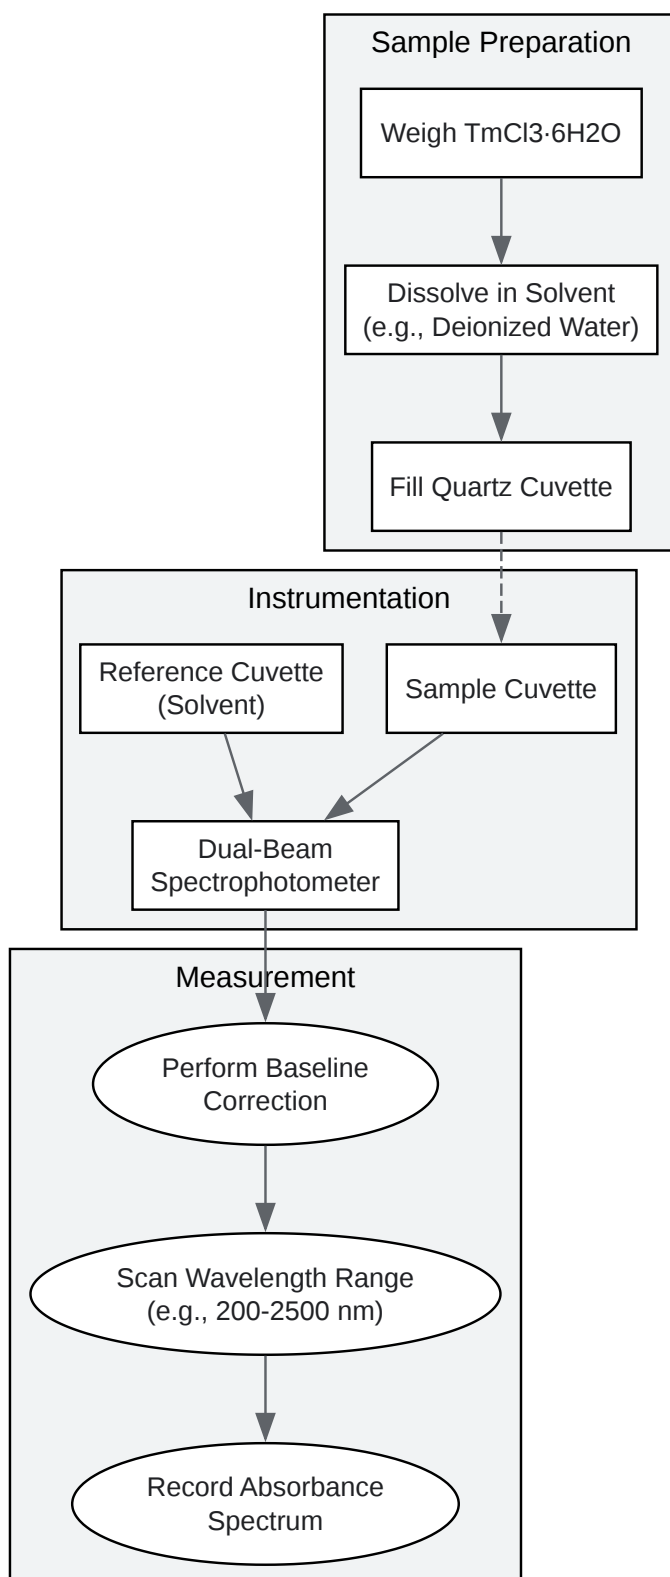 Sample Preparation
Weigh TmCl3·6H2O
Dissolve in Solvent
(e.g., Deionized Water)
Fill Quartz Cuvette
Instrumentation
Reference Cuvette
(Solvent)
Sample Cuvette
Dual-Beam
Spectrophotometer
Measurement
Perform Baseline
Correction
Scan Wavelength Range
(e.g., 200-2500 nm)
Record Absorbance
Spectrum